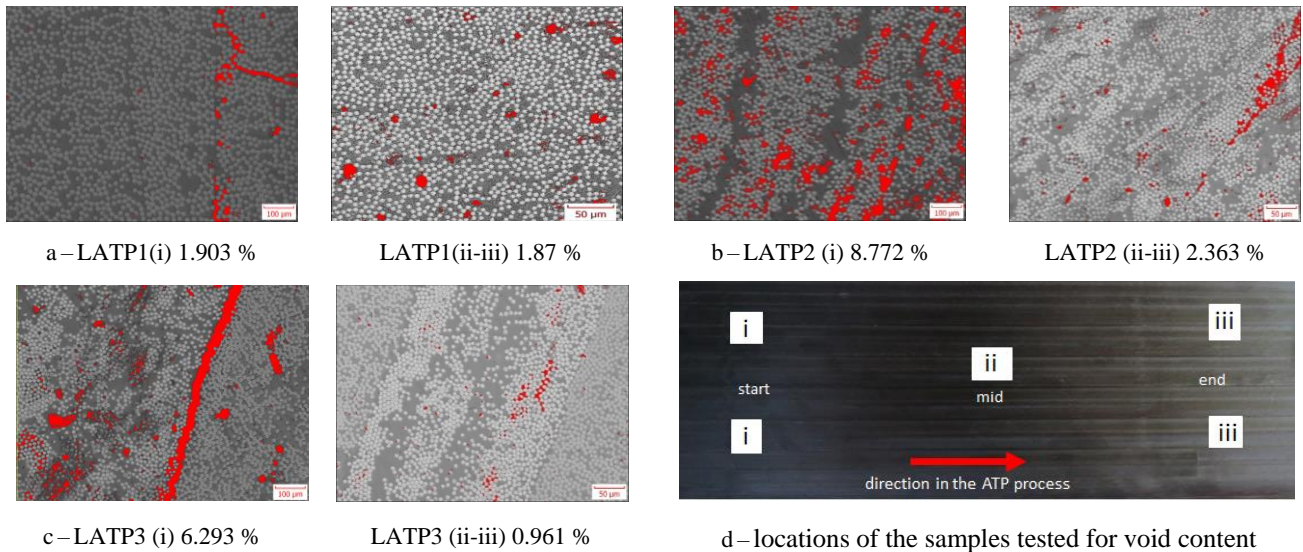 100 µm
50 µm
100 µm
50 µm
a – LATP1(i) 1.903 %
LATP1(ii-iii) 1.87 %
b – LATP2 (i) 8.772 %
LATP2 (ii-iii) 2.363 %
100 µm
50 µm
i
iii
ii
start
mid
end
i
iii
direction in the ATP process
c – LATP3 (i) 6.293 %
LATP3 (ii-iii) 0.961 %
d – locations of the samples tested for void content